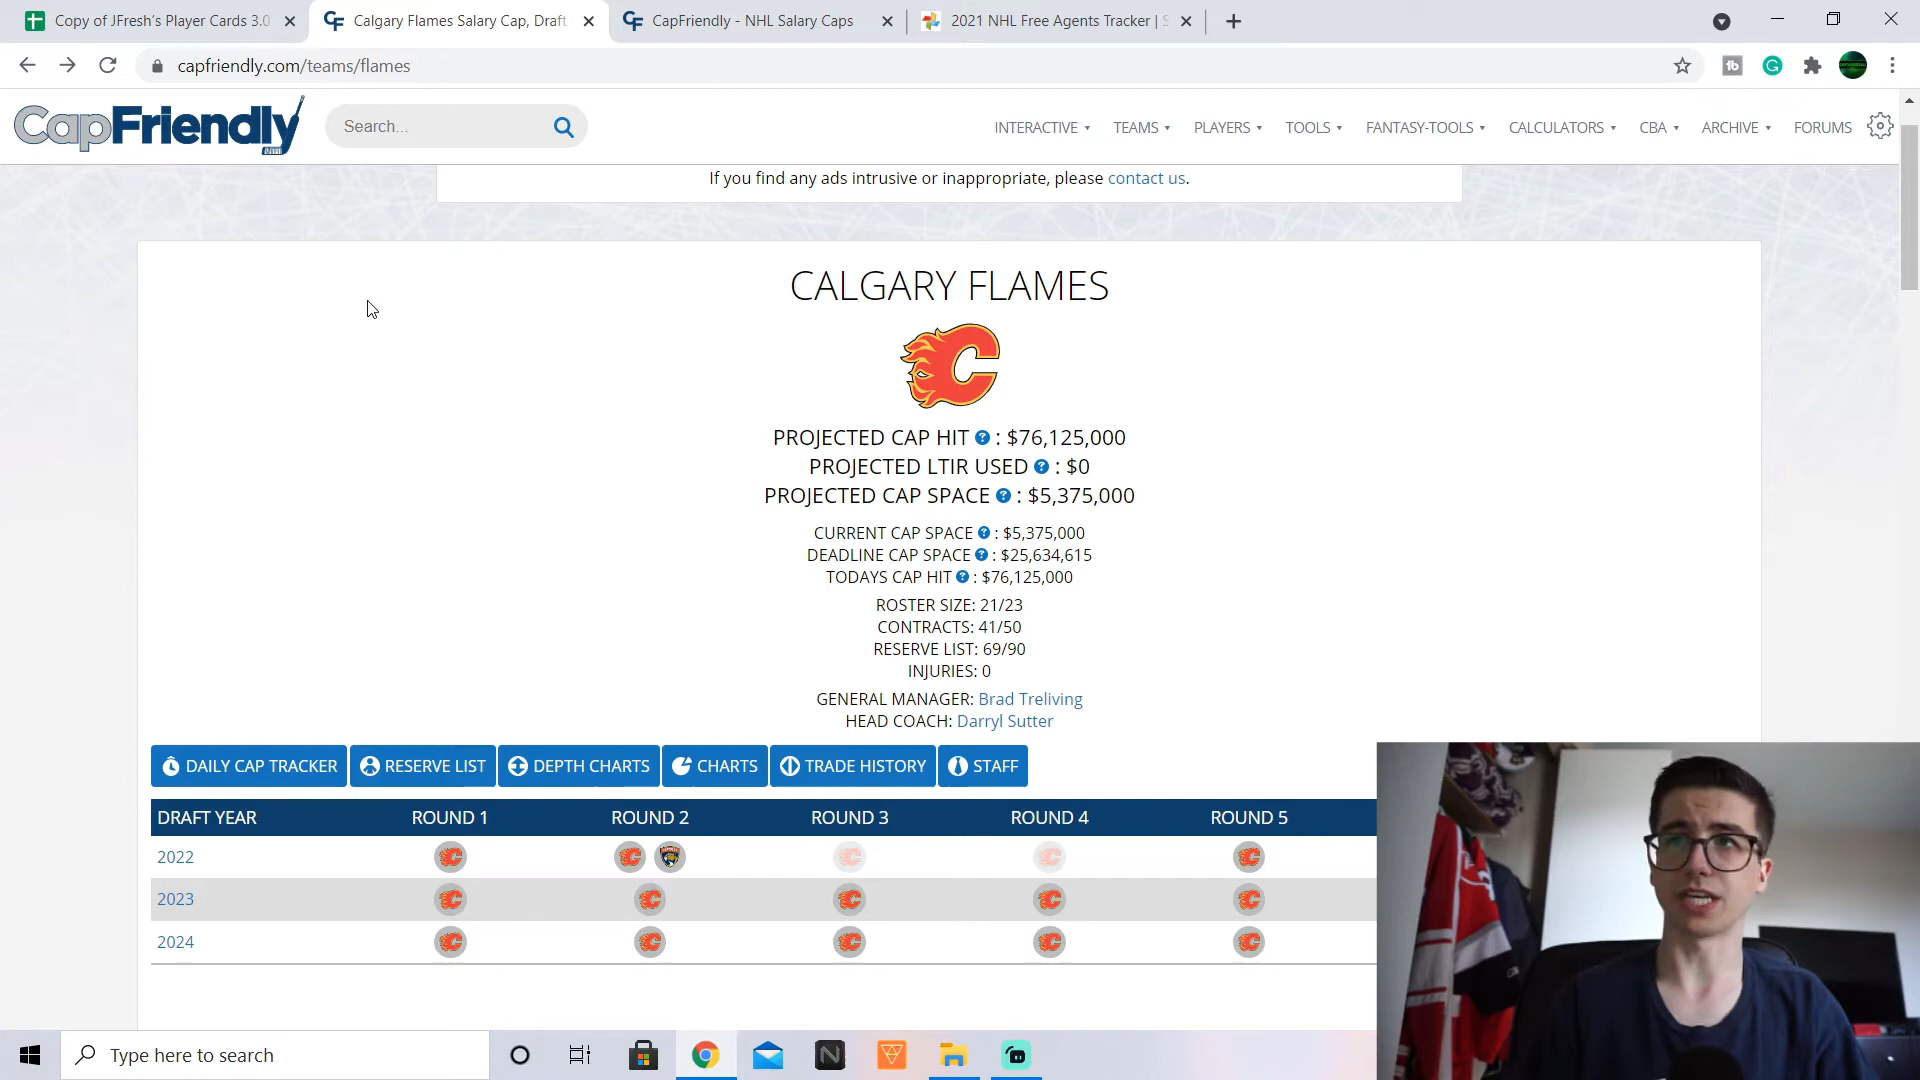 Copy of JFresh's Player Cards 3.0
Calgary Flames Salary Cap, Draft
CapFriendly - NHL Salary Caps
2021 NHL Free Agents Tracker |
capfriendly.com/teams/flames
CapFriendly
Search...
INTERACTIVE
TEAMS
PLAYERS
TOOLS
FANTASY-TOOLS
CALCULATORS
CBA
ARCHIVE
FORUMS
If you find any ads intrusive or inappropriate, please contact us.
CALGARY FLAMES
PROJECTED CAP HIT ? : $76,125,000
PROJECTED LTIR USED ? : $0
PROJECTED CAP SPACE ? : $5,375,000
CURRENT CAP SPACE ? : $5,375,000
DEADLINE CAP SPACE ? : $25,634,615
TODAYS CAP HIT ? : $76,125,000
ROSTER SIZE: 21/23
CONTRACTS: 41/50
RESERVE LIST: 69/90
INJURIES: 0
GENERAL MANAGER: Brad Treliving
HEAD COACH: Darryl Sutter
DAILY CAP TRACKER
RESERVE LIST
DEPTH CHARTS
CHARTS
TRADE HISTORY
STAFF
DRAFT YEAR ROUND 1 ROUND 2 ROUND 3 ROUND 4 ROUND 5
2022
2023
2024
Type here to search